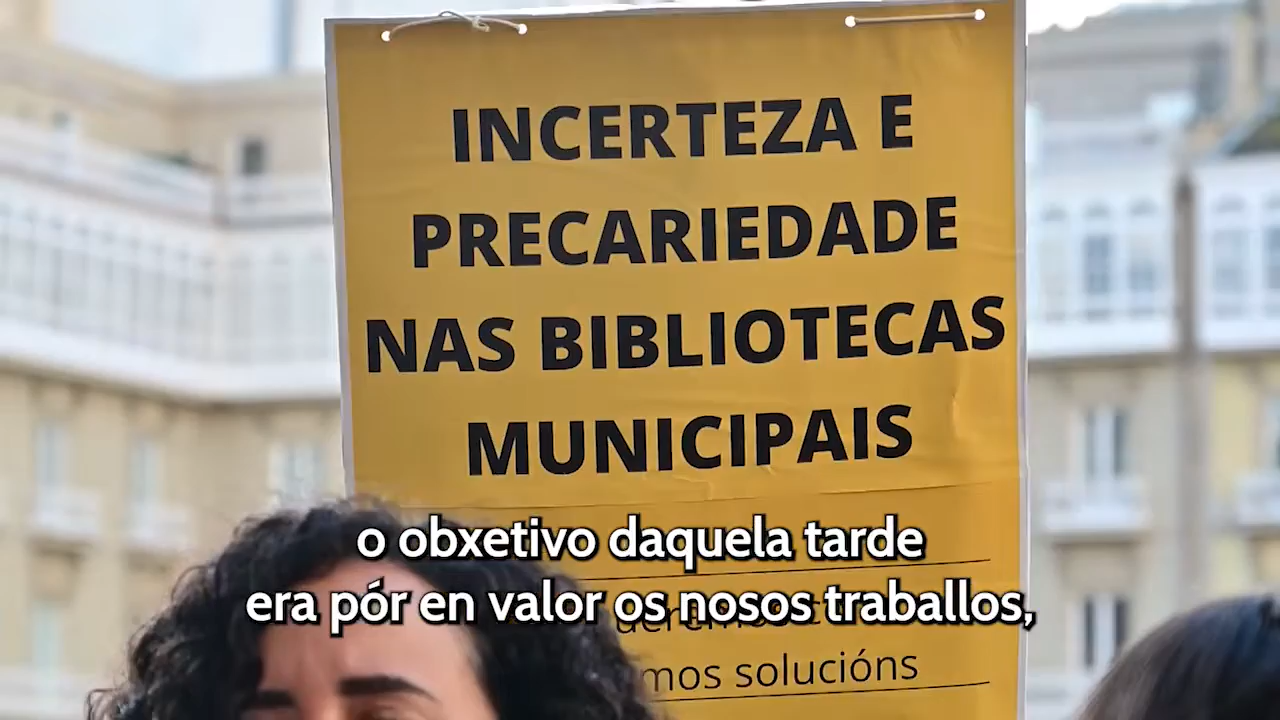 INCERTEZA E
PRECARIEDADE
NAS BIBLIOTECAS
MUNICIPAIS
o obxetivo daquela tarde
era pór en valor os nosos traballos,
solucións